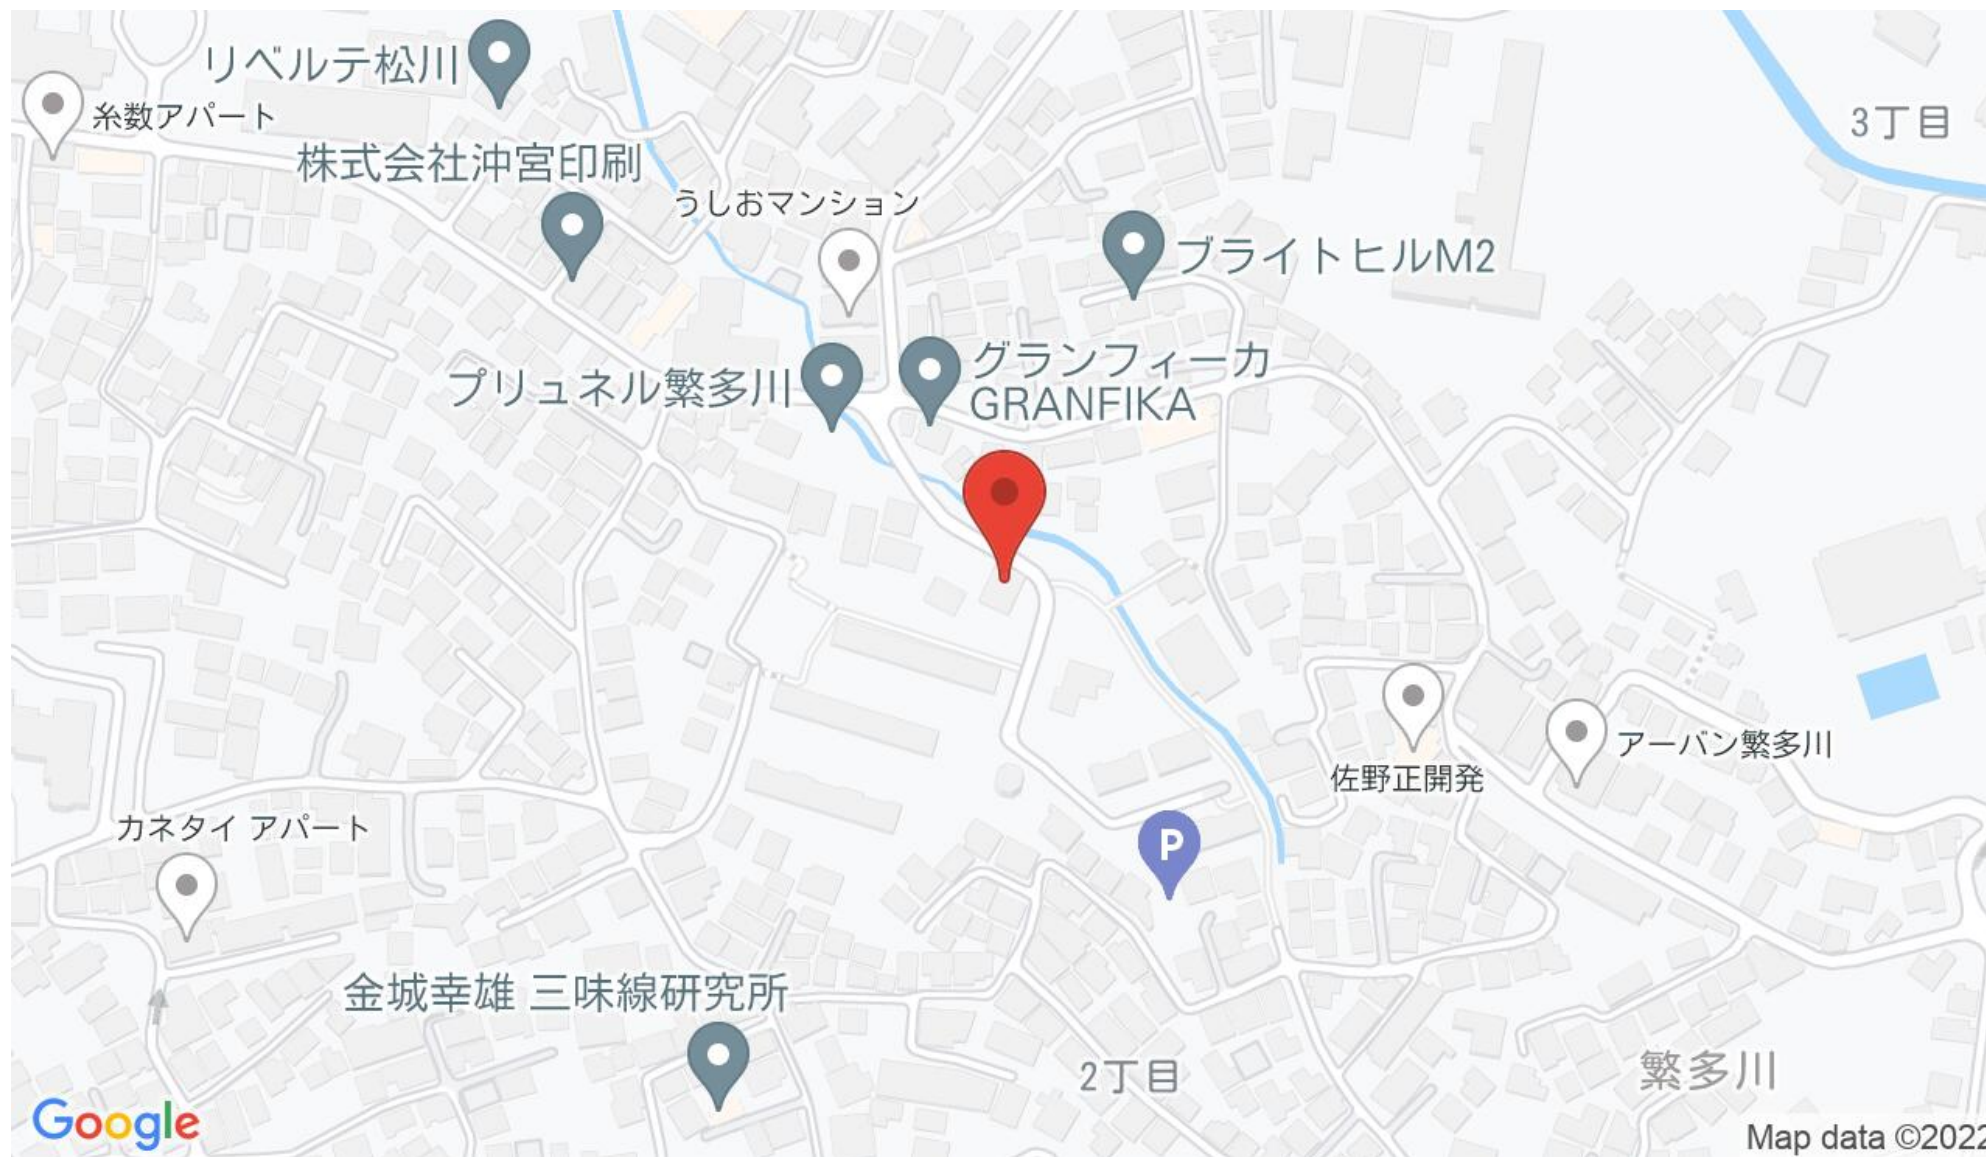 リベルテ松川
糸数アパート
3丁目
株式会社沖宮印刷
うしおマンション
ブライトヒルM2
グランフィーカ
GRANFIKA
プリュネル繁多川
アーバン繁多川
佐野正開発
カネタイ アパート
P
金城幸雄 三味線研究所
2丁目
繁多川
Google
Map data ©2022